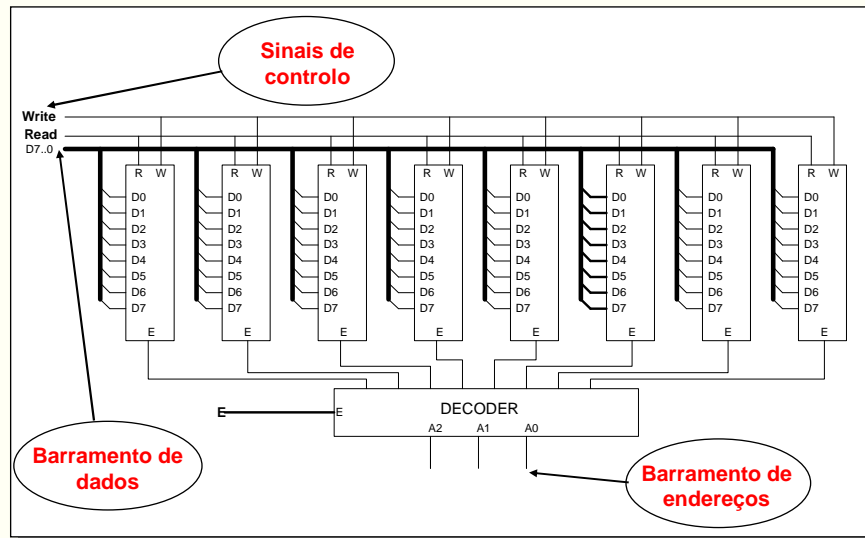 Sinais de
controlo
Write
Read
D7..0
R W R W R W R W R W R W R W R W
D0 D0 D0 D0 D0 D0 D0 D0
D1 D1 D1 D1 D1 D1 D1 D1
D2 D2 D2 D2 D2 D2 D2 D2
D3 D3 D3 D3 D3 D3 D3 D3
D4 D4 D4 D4 D4 D4 D4 D4
D5 D5 D5 D5 D5 D5 D5 D5
D6 D6 D6 D6 D6 D6 D6 D6
D7 D7 D7 D7 D7 D7 D7 D7
E E E E E E E E
E E DECODER
A2 A1 A0
Barramento de
dados
Barramento de
endereços